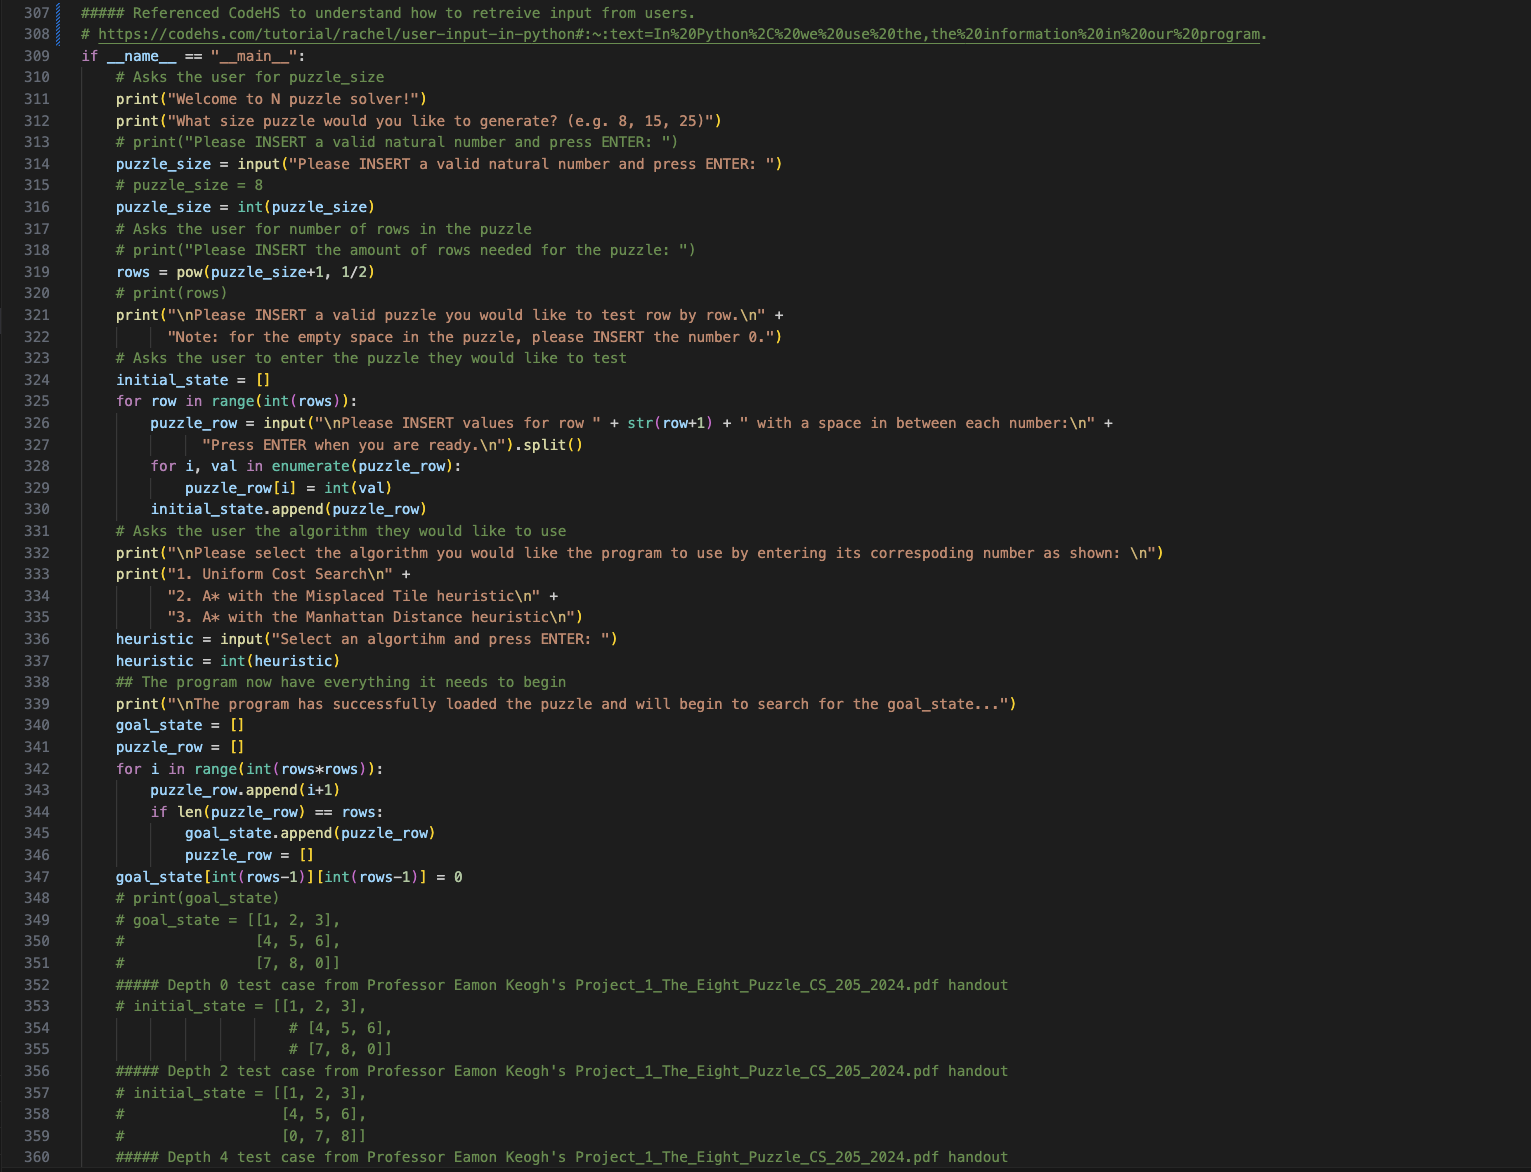 307 ##### Referenced CodeHS to understand how to retreive input from users.
308 # https://codehs.com/tutorial/rachel/user-input-in-python#:~:text=In%20Python%2C%20we%20use%20the,the%20information%20in%20our%20program.
309 if __name__ == "__main__":
310     # Asks the user for puzzle_size
311     print("Welcome to N puzzle solver!")
312     print("What size puzzle would you like to generate? (e.g. 8, 15, 25)")
313     # print("Please INSERT a valid natural number and press ENTER: ")
314     puzzle_size = input("Please INSERT a valid natural number and press ENTER: ")
315     # puzzle_size = 8
316     puzzle_size = int(puzzle_size)
317     # Asks the user for number of rows in the puzzle
318     # print("Please INSERT the amount of rows needed for the puzzle: ")
319     rows = pow(puzzle_size+1, 1/2)
320     # print(rows)
321     print("\nPlease INSERT a valid puzzle you would like to test row by row.\n" +
322           "Note: for the empty space in the puzzle, please INSERT the number 0.")
323     # Asks the user to enter the puzzle they would like to test
324     initial_state = []
325     for row in range(int(rows)):
326         puzzle_row = input("\nPlease INSERT values for row " + str(row+1) + " with a space in between each number:\n" +
327               "Press ENTER when you are ready.\n").split()
328         for i, val in enumerate(puzzle_row):
329             puzzle_row[i] = int(val)
330         initial_state.append(puzzle_row)
331     # Asks the user the algorithm they would like to use
332     print("\nPlease select the algorithm you would like the program to use by entering its correspoding number as shown: \n")
333     print("1. Uniform Cost Search\n" +
334           "2. A* with the Misplaced Tile heuristic\n" +
335           "3. A* with the Manhattan Distance heuristic\n")
336     heuristic = input("Select an algortihm and press ENTER: ")
337     heuristic = int(heuristic)
338     ## The program now have everything it needs to begin
339     print("\nThe program has successfully loaded the puzzle and will begin to search for the goal_state...")
340     goal_state = []
341     puzzle_row = []
342     for i in range(int(rows*rows)):
343         puzzle_row.append(i+1)
344         if len(puzzle_row) == rows:
345             goal_state.append(puzzle_row)
346             puzzle_row = []
347     goal_state[int(rows-1)][int(rows-1)] = 0
348     # print(goal_state)
349     # goal_state = [[1, 2, 3],
350     #               [4, 5, 6],
351     #               [7, 8, 0]]
352     ##### Depth 0 test case from Professor Eamon Keogh's Project_1_The_Eight_Puzzle_CS_205_2024.pdf handout
353     # initial_state = [[1, 2, 3],
354                         # [4, 5, 6],
355                         # [7, 8, 0]]
356     ##### Depth 2 test case from Professor Eamon Keogh's Project_1_The_Eight_Puzzle_CS_205_2024.pdf handout
357     # initial_state = [[1, 2, 3],
358     #                  [4, 5, 6],
359     #                  [0, 7, 8]]
360     ##### Depth 4 test case from Professor Eamon Keogh's Project_1_The_Eight_Puzzle_CS_205_2024.pdf handout